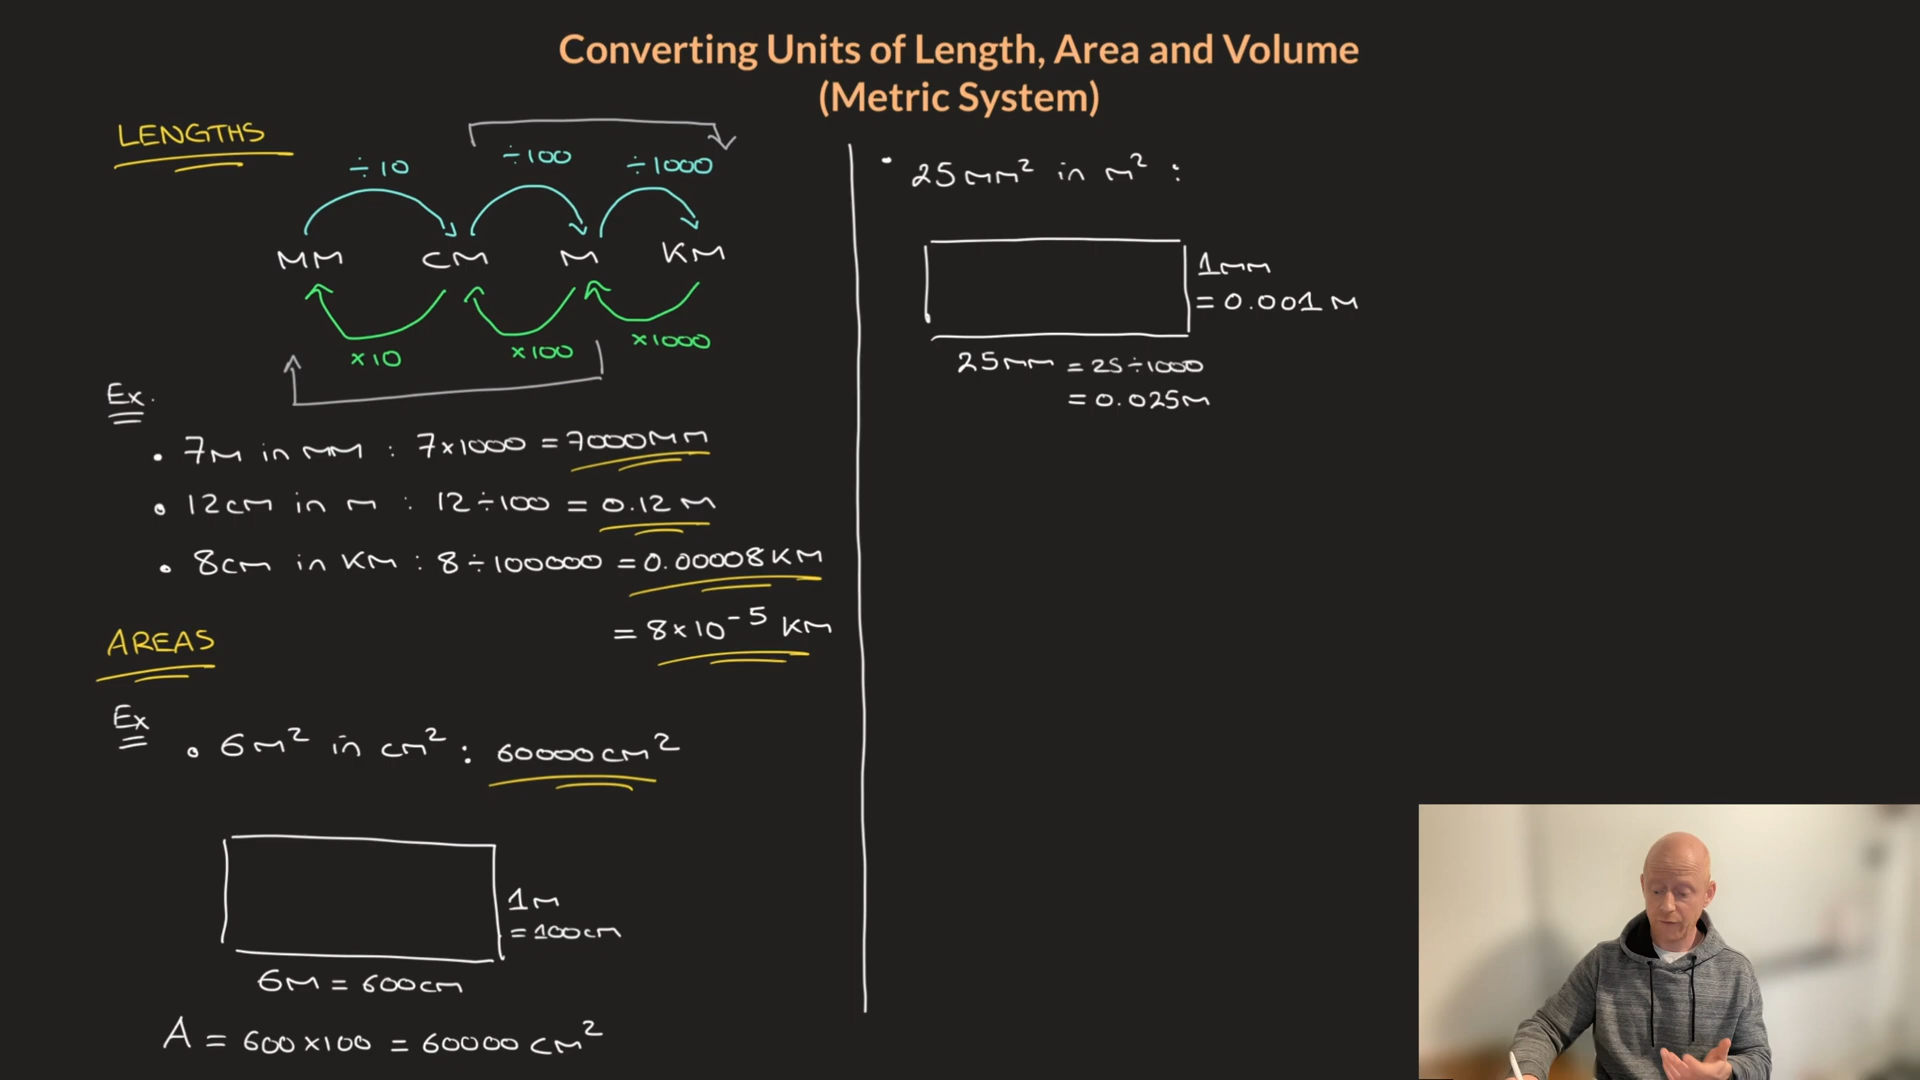 Converting Units of Length, Area and Volume
(Metric System)
LENGTHS
÷10 ÷100 ÷1000
MM CM M KM
×10 ×100 ×1000
Ex.
• 7M in MM : 7×1000 = 7000MM
• 12cm in m : 12÷100 = 0.12 M
• 8cm in KM : 8÷100000 = 0.00008KM
= 8×10⁻⁵ KM
AREAS
Ex
• 6M² in cm² : 60000cm²
1M
= 100cm
6M = 600cm
A = 600×100 = 60000 cm²
• 25mm² in m² :
1mm
= 0.001 M
25mm = 25÷1000
= 0.025M